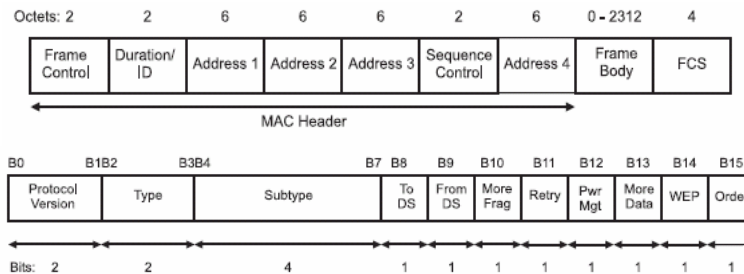 Octets: 2 2 6 6 6 2 6 0 - 2312 4
Frame Control Duration/ ID Address 1 Address 2 Address 3 Sequence Control Address 4 Frame Body FCS
MAC Header
B0 B1B2 B3B4 B7 B8 B9 B10 B11 B12 B13 B14 B15
Protocol Version Type Subtype To DS From DS More Frag Retry Pwr Mgt More Data WEP Orde
Bits: 2 2 4 1 1 1 1 1 1 1 1